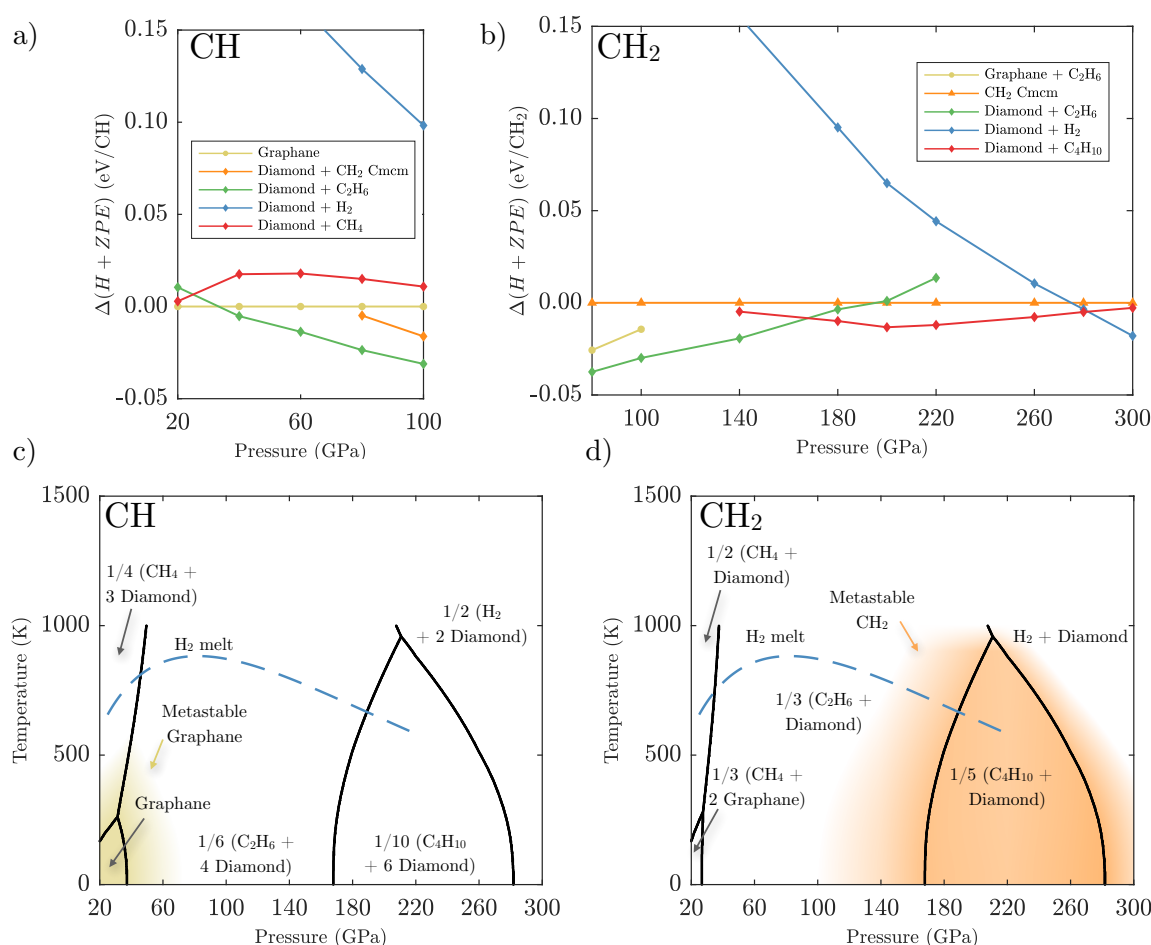 a)
CH
0.15
0.10
0.05
0.00
-0.05
Δ(H + ZPE) (eV/CH)
Graphane
Diamond + CH₂ Cmcm
Diamond + C₂H₆
Diamond + H₂
Diamond + CH₄
20
60
100
Pressure (GPa)
b)
CH₂
0.15
0.10
0.05
0.00
-0.05
Δ(H + ZPE) (eV/CH₂)
Graphane + C₂H₆
CH₂ Cmcm
Diamond + C₂H₆
Diamond + H₂
Diamond + C₄H₁₀
100
140
180
220
260
300
Pressure (GPa)
c)
CH
1500
1000
500
0
Temperature (K)
1/4 (CH₄ +
3 Diamond)
H₂ melt
1/2 (H₂
+ 2 Diamond)
Metastable
Graphane
Graphane
1/6 (C₂H₆ +
4 Diamond)
1/10 (C₄H₁₀
+ 6 Diamond)
20
60
100
140
180
220
260
300
Pressure (GPa)
d)
CH₂
1500
1000
500
0
Temperature (K)
1/2 (CH₄ +
Diamond)
Metastable
CH₂
H₂ melt
H₂ + Diamond
1/3 (C₂H₆ +
Diamond)
1/3 (CH₄ +
2 Graphane)
1/5 (C₄H₁₀ +
Diamond)
20
60
100
140
180
220
260
300
Pressure (GPa)